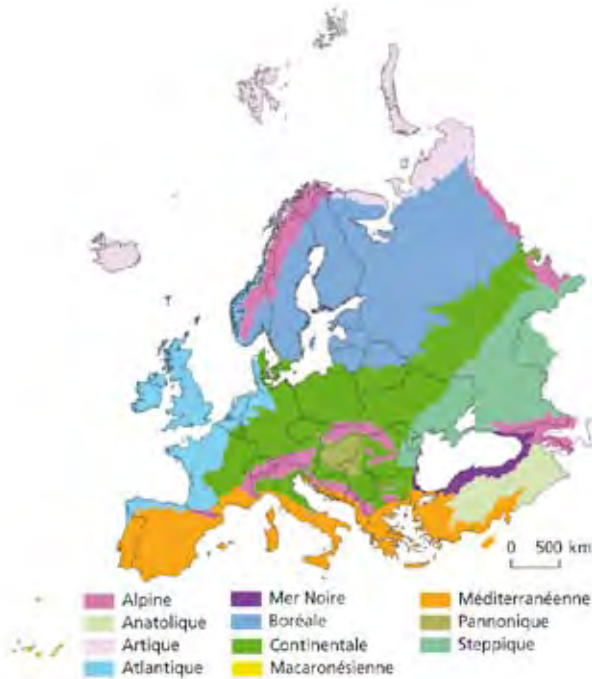 0 500 km
Alpine
Anatolique
Artique
Atlantique
Mer Noire
Boréale
Continentale
Macaronésienne
Méditerranéenne
Pannonique
Steppique